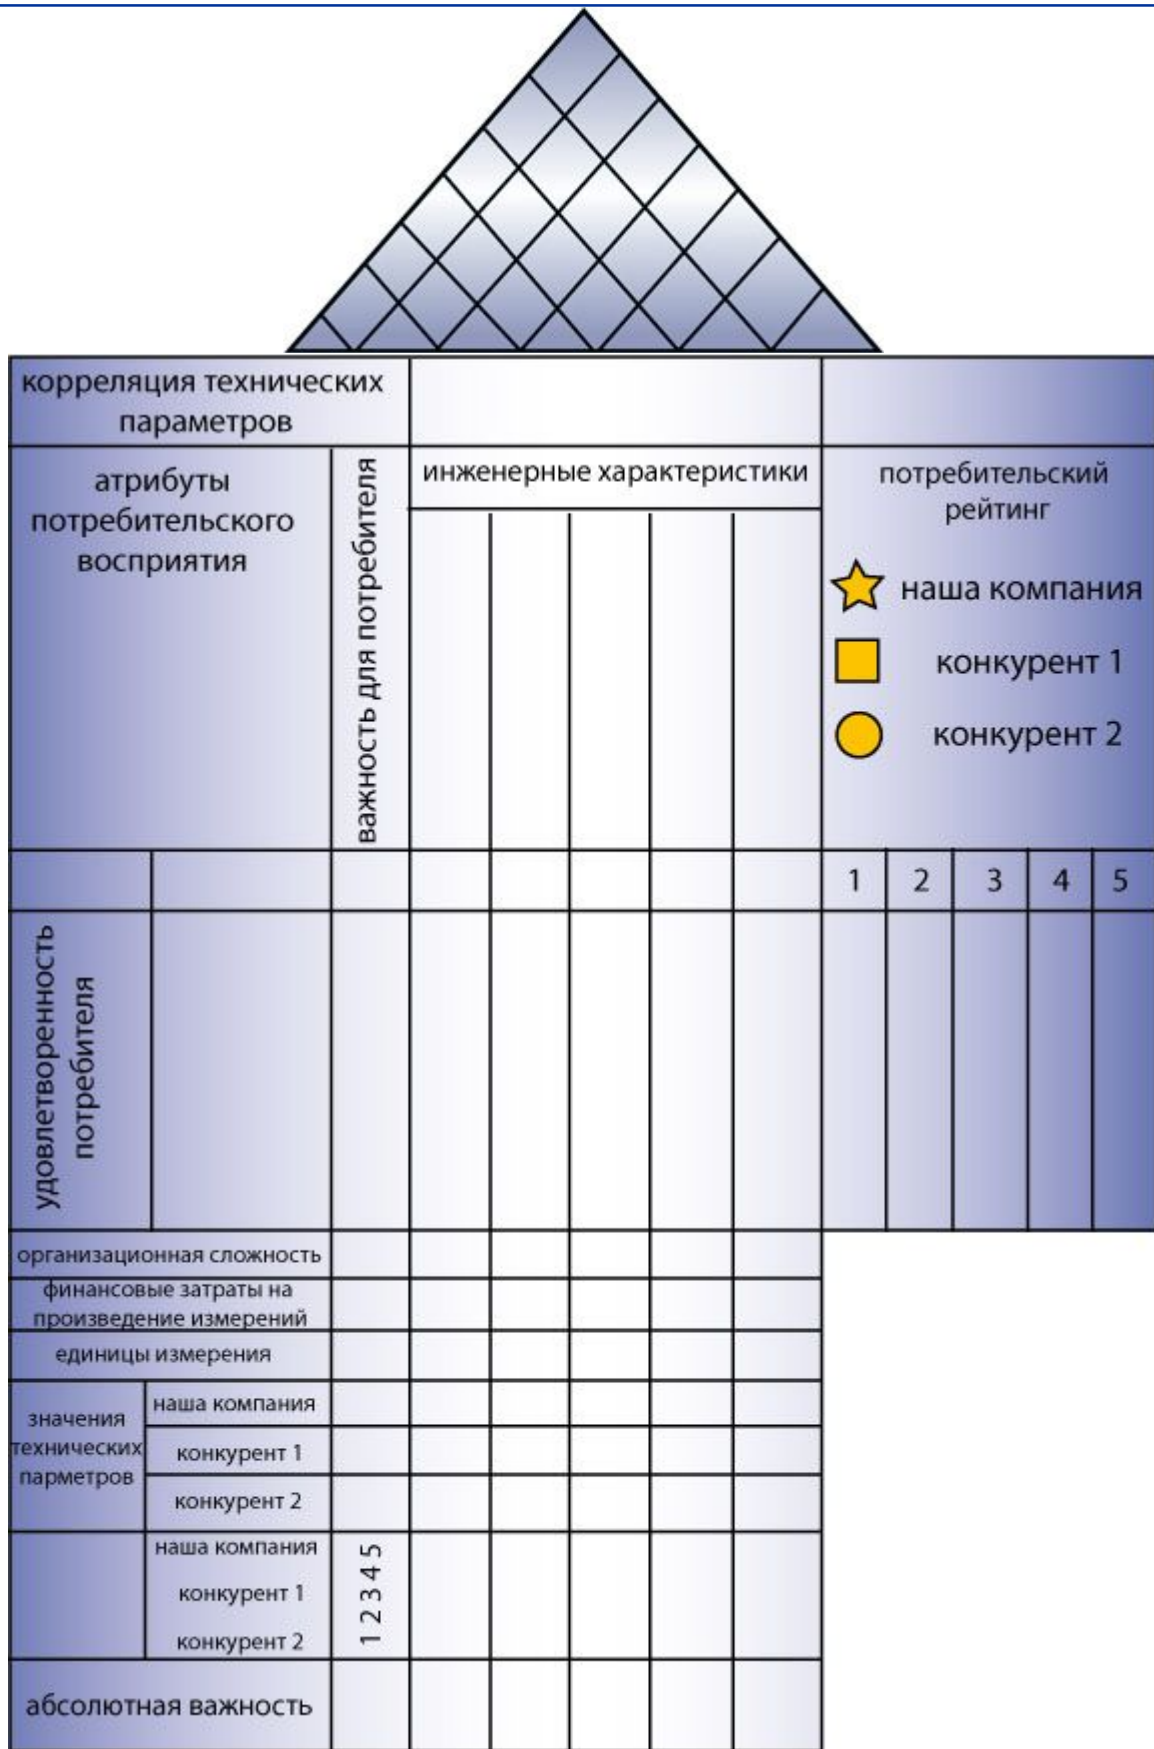 корреляция технических
параметров
атрибуты
потребительского
восприятия
важность для потребителя
инженерные характеристики
потребительский
рейтинг
наша компания
конкурент 1
конкурент 2
1 2 3 4 5
удовлетворенность
потребителя
организационная сложность
финансовые затраты на
произведение измерений
единицы измерения
значения
технических
парметров
наша компания
конкурент 1
конкурент 2
наша компания
конкурент 1
конкурент 2
1 2 3 4 5
абсолютная важность